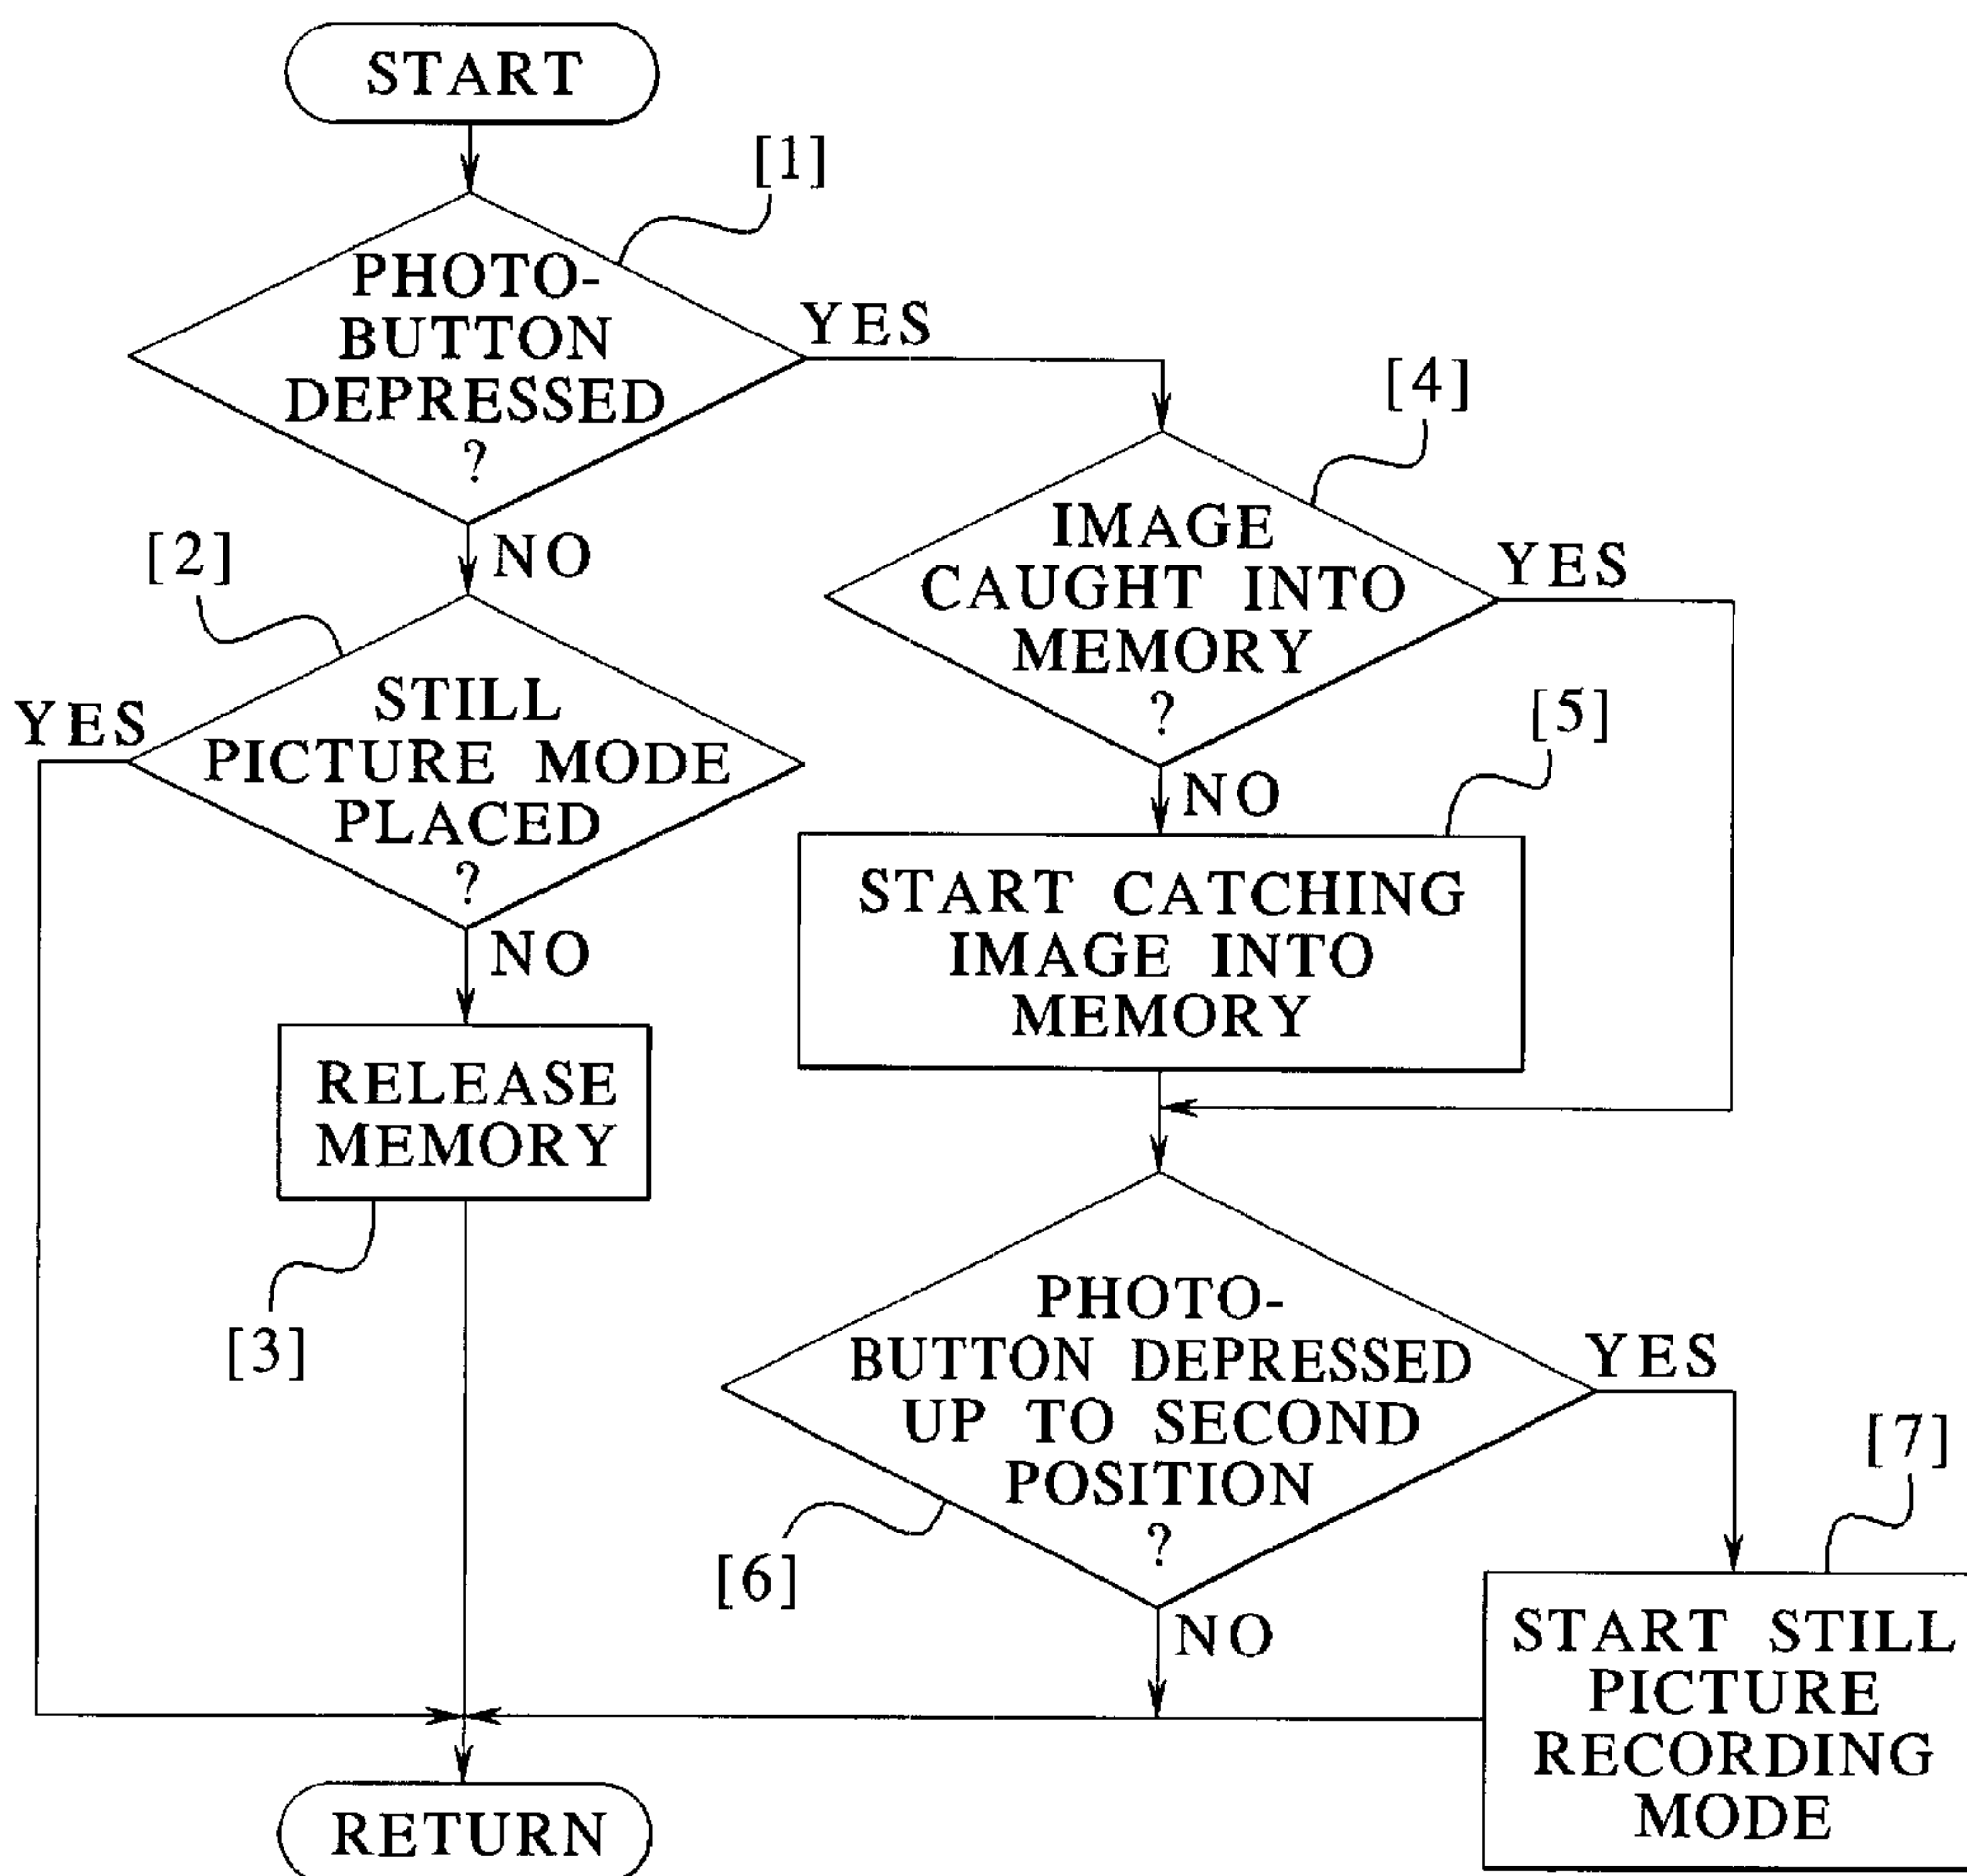 START
[1]
PHOTO-
BUTTON
DEPRESSED
?
YES
NO
[2]
STILL
PICTURE MODE
PLACED
?
YES
NO
RELEASE
MEMORY
[3]
[4]
IMAGE
CAUGHT INTO
MEMORY
?
YES
NO
[5]
START CATCHING
IMAGE INTO
MEMORY
PHOTO-
BUTTON DEPRESSED
UP TO SECOND
POSITION
?
[6]
YES
NO
[7]
START STILL
PICTURE
RECORDING
MODE
RETURN